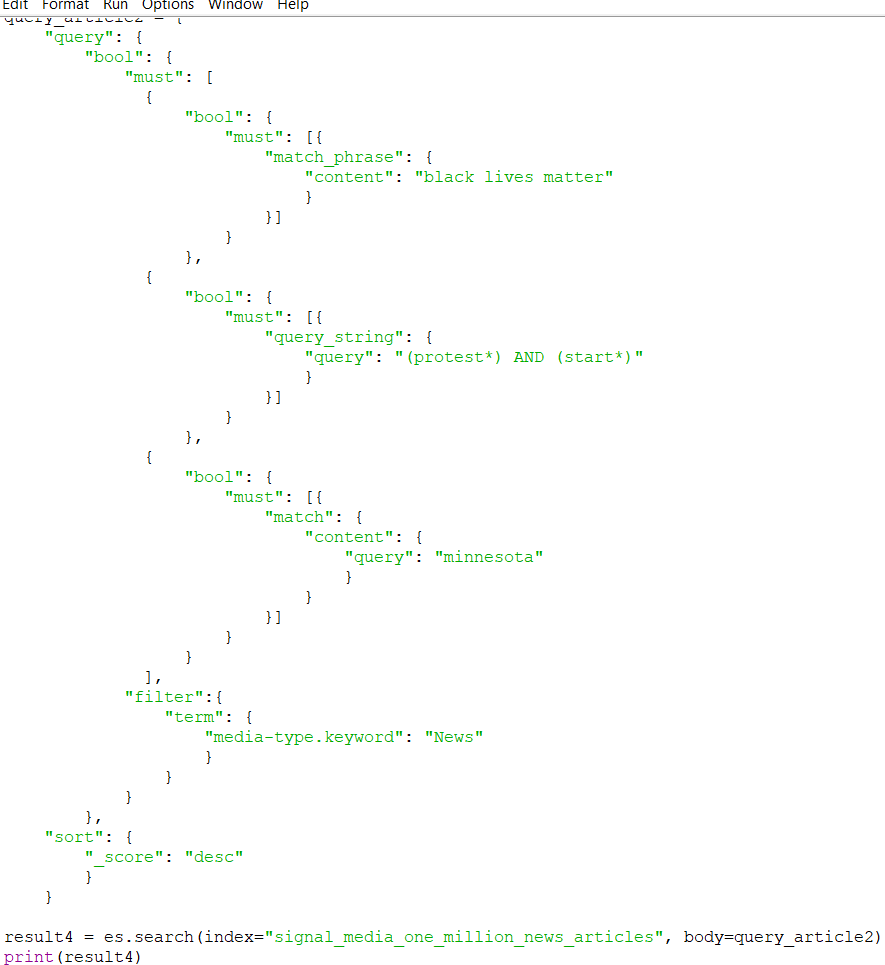 Edit Format Run Options Window Help
query_article2 = {
"query": {
"bool": {
"must": [
{
"bool": {
"must": [{
"match_phrase": {
"content": "black lives matter"
}
}]
}
},
{
"bool": {
"must": [{
"query_string": {
"query": "(protest*) AND (start*)"
}
}]
}
},
{
"bool": {
"must": [{
"match": {
"content": {
"query": "minnesota"
}
}
}]
}
}
],
"filter":{
"term": {
"media-type.keyword": "News"
}
}
}
},
"sort": {
"_score": "desc"
}
}
result4 = es.search(index="signal_media_one_million_news_articles", body=query_article2)
print(result4)